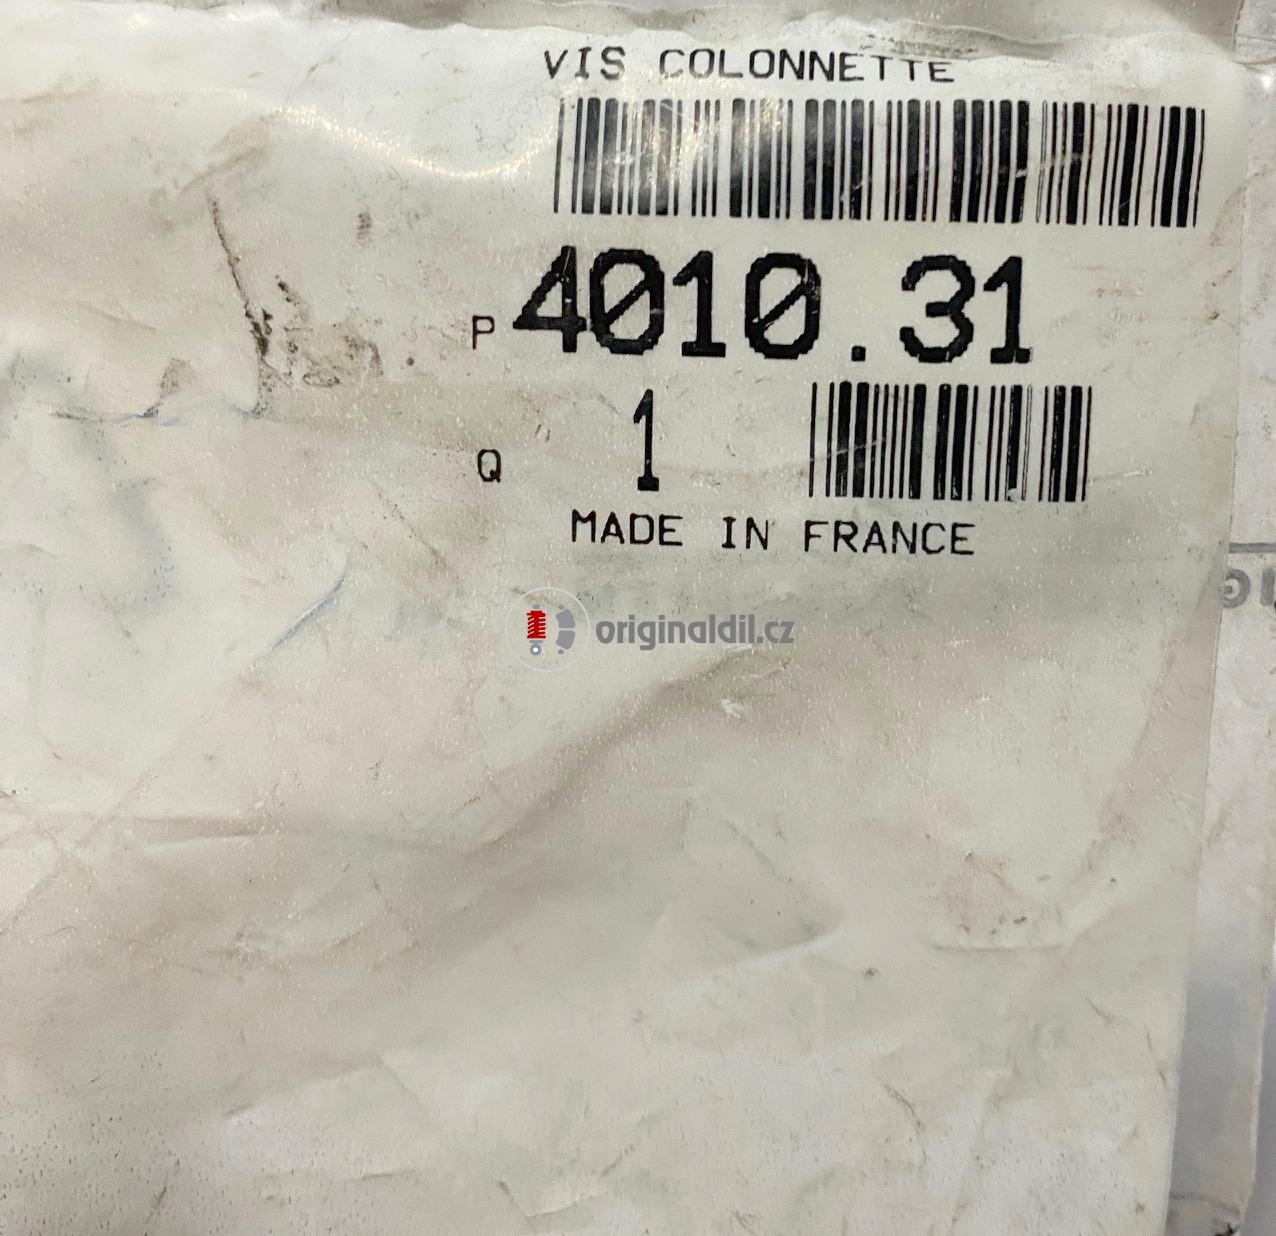 VIS COLONNETTE
P 4010.31
Q 1
MADE IN FRANCE
originaldil.cz